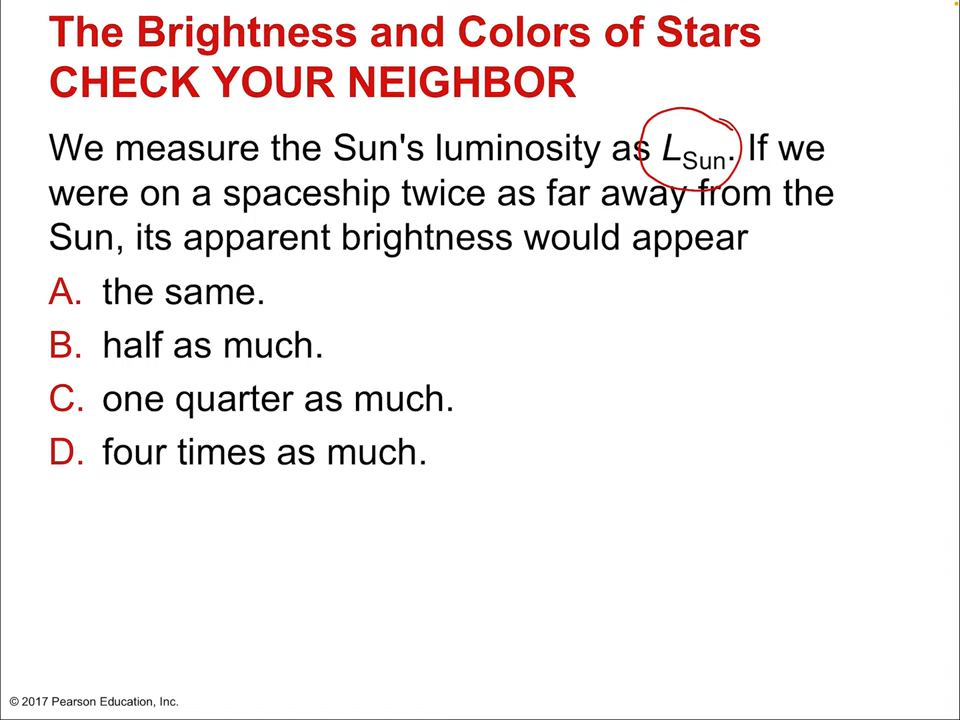 The Brightness and Colors of Stars
CHECK YOUR NEIGHBOR
We measure the Sun's luminosity as L Sun. If we
were on a spaceship twice as far away from the
Sun, its apparent brightness would appear
A. the same.
B. half as much.
C. one quarter as much.
D. four times as much.
© 2017 Pearson Education, Inc.